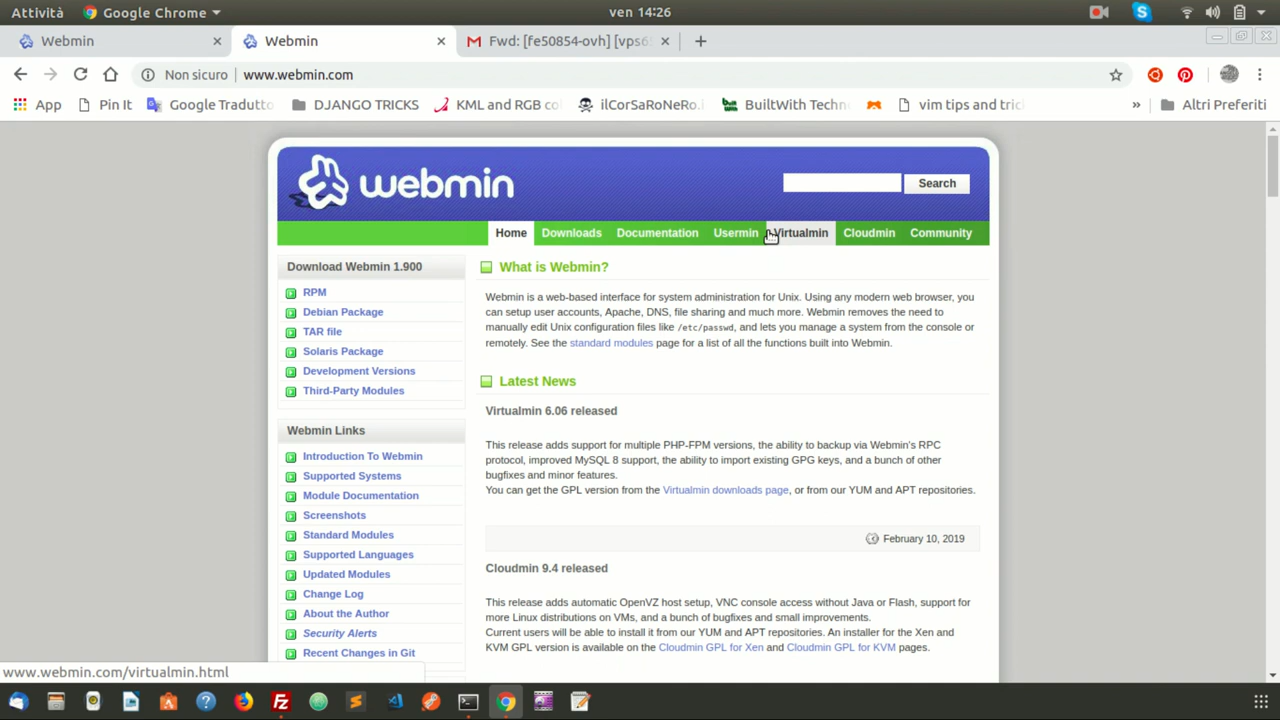 Attività
Google Chrome
ven 14:26
Webmin
Webmin
Fwd: [fe50854-ovh] [vps6
Non sicuro
www.webmin.com
App
Pin It
Google Tradutto
DJANGO TRICKS
KML and RGB co
ilCorSaRoNeRo.i
BuiltWith Techn
vim tips and tric
»
Altri Preferiti
webmin
Search
Home
Downloads
Documentation
Usermin
Virtualmin
Cloudmin
Community
Download Webmin 1.900
RPM
Debian Package
TAR file
Solaris Package
Development Versions
Third-Party Modules
Webmin Links
Introduction To Webmin
Supported Systems
Module Documentation
Screenshots
Standard Modules
Supported Languages
Updated Modules
Change Log
About the Author
Security Alerts
Recent Changes in Git
What is Webmin?
Webmin is a web-based interface for system administration for Unix. Using any modern web browser, you
can setup user accounts, Apache, DNS, file sharing and much more. Webmin removes the need to
manually edit Unix configuration files like /etc/passwd, and lets you manage a system from the console or
remotely. See the standard modules page for a list of all the functions built into Webmin.
Latest News
Virtualmin 6.06 released
This release adds support for multiple PHP-FPM versions, the ability to backup via Webmin's RPC
protocol, improved MySQL 8 support, the ability to import existing GPG keys, and a bunch of other
bugfixes and minor features.
You can get the GPL version from the Virtualmin downloads page, or from our YUM and APT repositories.
February 10, 2019
Cloudmin 9.4 released
This release adds automatic OpenVZ host setup, VNC console access without Java or Flash, support for
more Linux distributions on VMs, and a bunch of bugfixes and small improvements.
Current users will be able to install it from our YUM and APT repositories. An installer for the Xen and
KVM GPL version is available on the Cloudmin GPL for Xen and Cloudmin GPL for KVM pages.
www.webmin.com/virtualmin.html